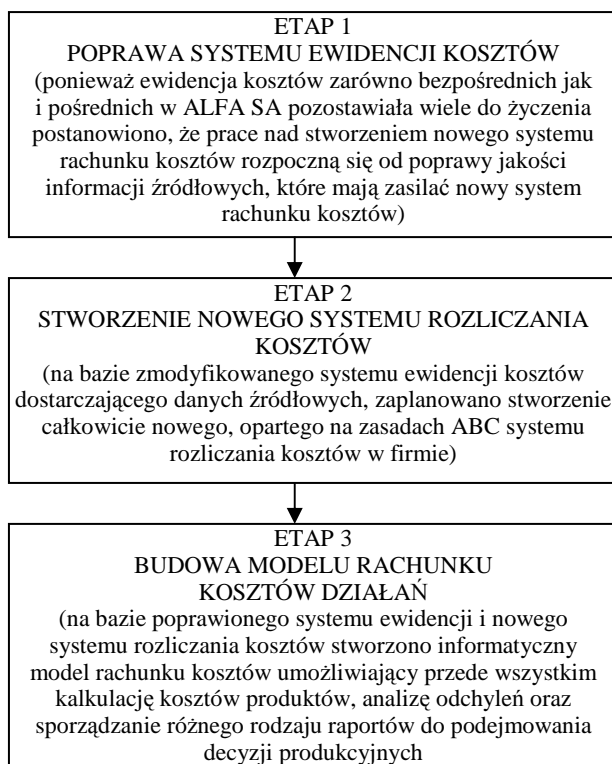 ETAP 1
POPRAWA SYSTEMU EWIDENCJI KOSZTÓW
(ponieważ ewidencja kosztów zarówno bezpośrednich jak
i pośrednich w ALFA SA pozostawiała wiele do życzenia
postanowiono, że prace nad stworzeniem nowego systemu
rachunku kosztów rozpoczną się od poprawy jakości
informacji źródłowych, które mają zasilać nowy system
rachunku kosztów)
ETAP 2
STWORZENIE NOWEGO SYSTEMU ROZLICZANIA
KOSZTÓW
(na bazie zmodyfikowanego systemu ewidencji kosztów
dostarczającego danych źródłowych, zaplanowano stworzenie
całkowicie nowego, opartego na zasadach ABC systemu
rozliczania kosztów w firmie)
ETAP 3
BUDOWA MODELU RACHUNKU
KOSZTÓW DZIAŁAŃ
(na bazie poprawionego systemu ewidencji i nowego
systemu rozliczania kosztów stworzono informatyczny
model rachunku kosztów umożliwiający przede wszystkim
kalkulację kosztów produktów, analizę odchyleń oraz
sporządzanie różnego rodzaju raportów do podejmowania
decyzji produkcyjnych